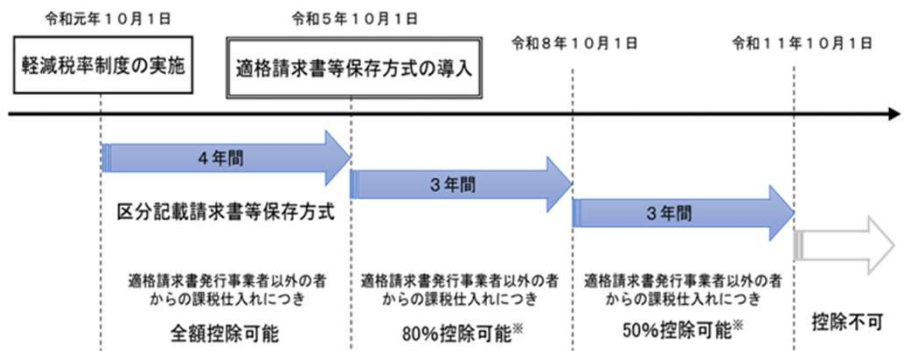 令和元年10月1日
令和5年10月1日
令和8年10月1日
令和11年10月1日
軽減税率制度の実施
適格請求書等保存方式の導入
4年間
3年間
3年間
区分記載請求書等保存方式
適格請求書発行事業者以外の者
からの課税仕入れにつき
全額控除可能
適格請求書発行事業者以外の者
からの課税仕入れにつき
80%控除可能※
適格請求書発行事業者以外の者
からの課税仕入れにつき
50%控除可能※
控除不可